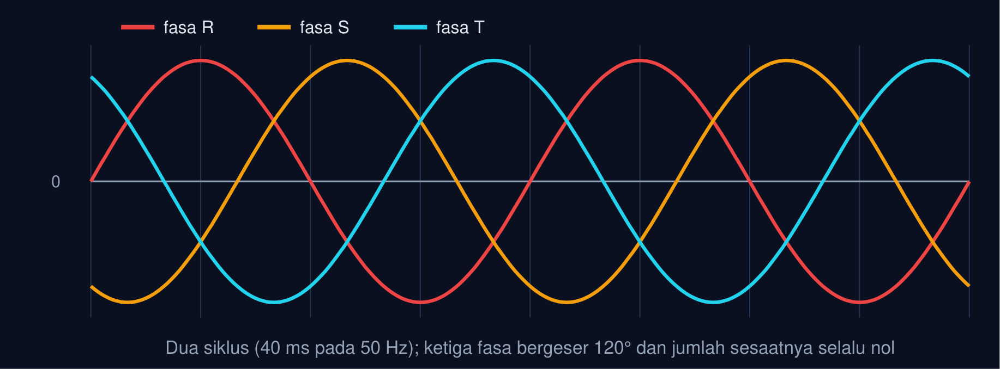 fasa R fasa S fasa T
0
Dua siklus (40 ms pada 50 Hz); ketiga fasa bergeser 120° dan jumlah sesaatnya selalu nol